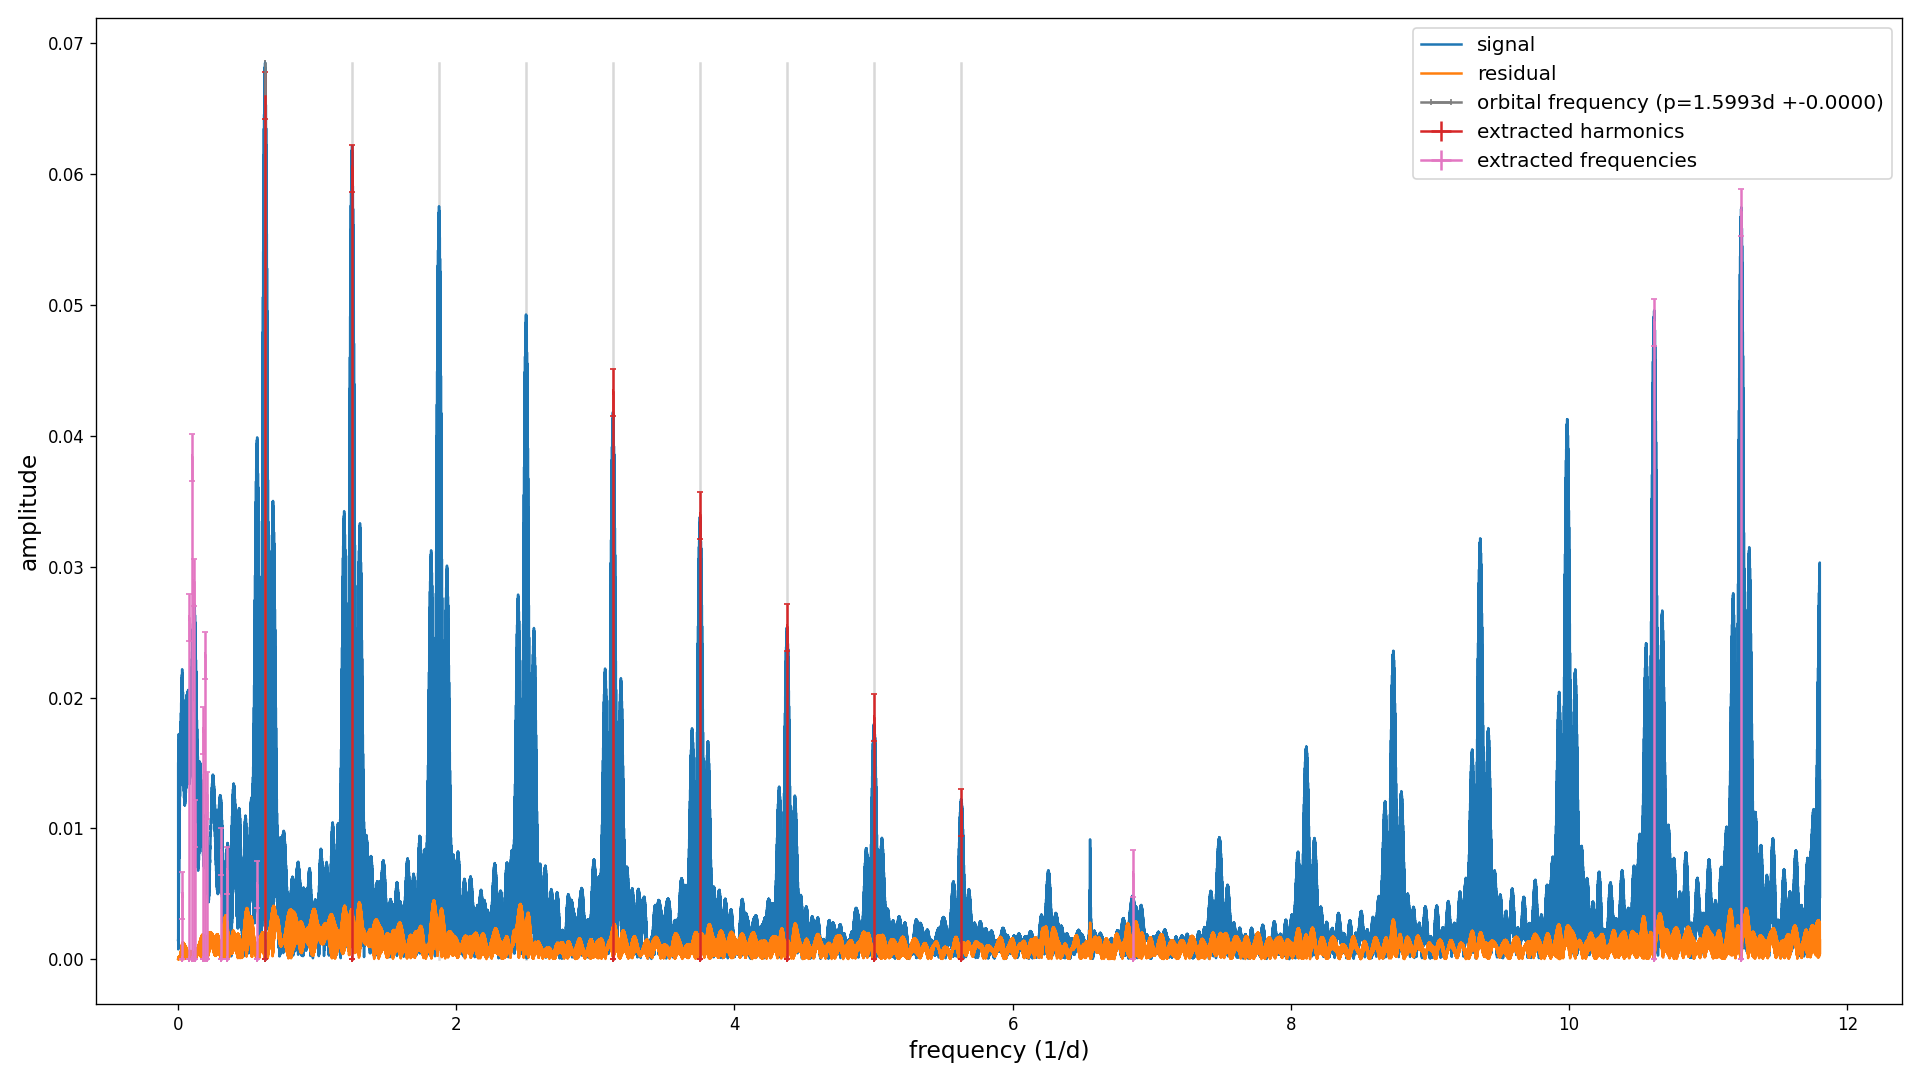 signal
residual
orbital frequency (p=1.5993d +-0.0000)
extracted harmonics
extracted frequencies
amplitude
0.07
0.06
0.05
0.04
0.03
0.02
0.01
0.00
0 2 4 6 8 10 12
frequency (1/d)